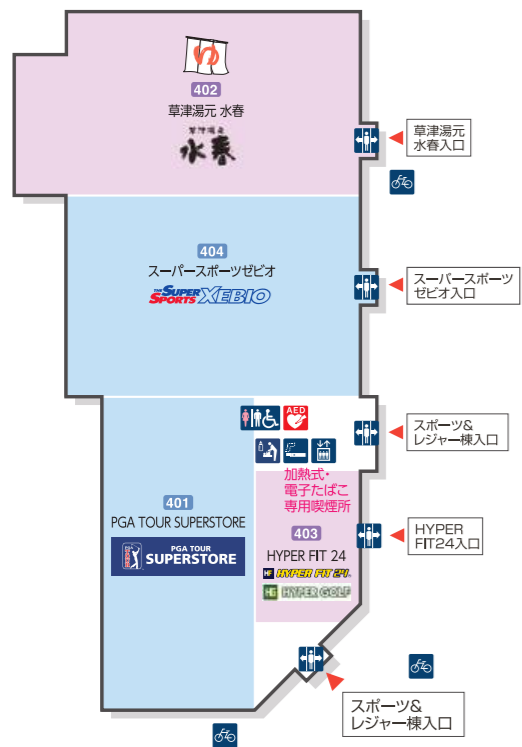 ゆ
402
草津湯元 水春
草津湯元
水春
草津湯元
水春入口
404
スーパースポーツゼビオ
THE SUPER SPORTS XEBIO
スーパースポーツ
ゼビオ入口
AED
スポーツ&
レジャー棟入口
加熱式・
電子たばこ
専用喫煙所
401
PGA TOUR SUPERSTORE
PGA TOUR
SUPERSTORE
403
HYPER FIT 24
HF HYPER FIT 24
HG HYPER GOLF
HYPER
FIT24入口
スポーツ&
レジャー棟入口